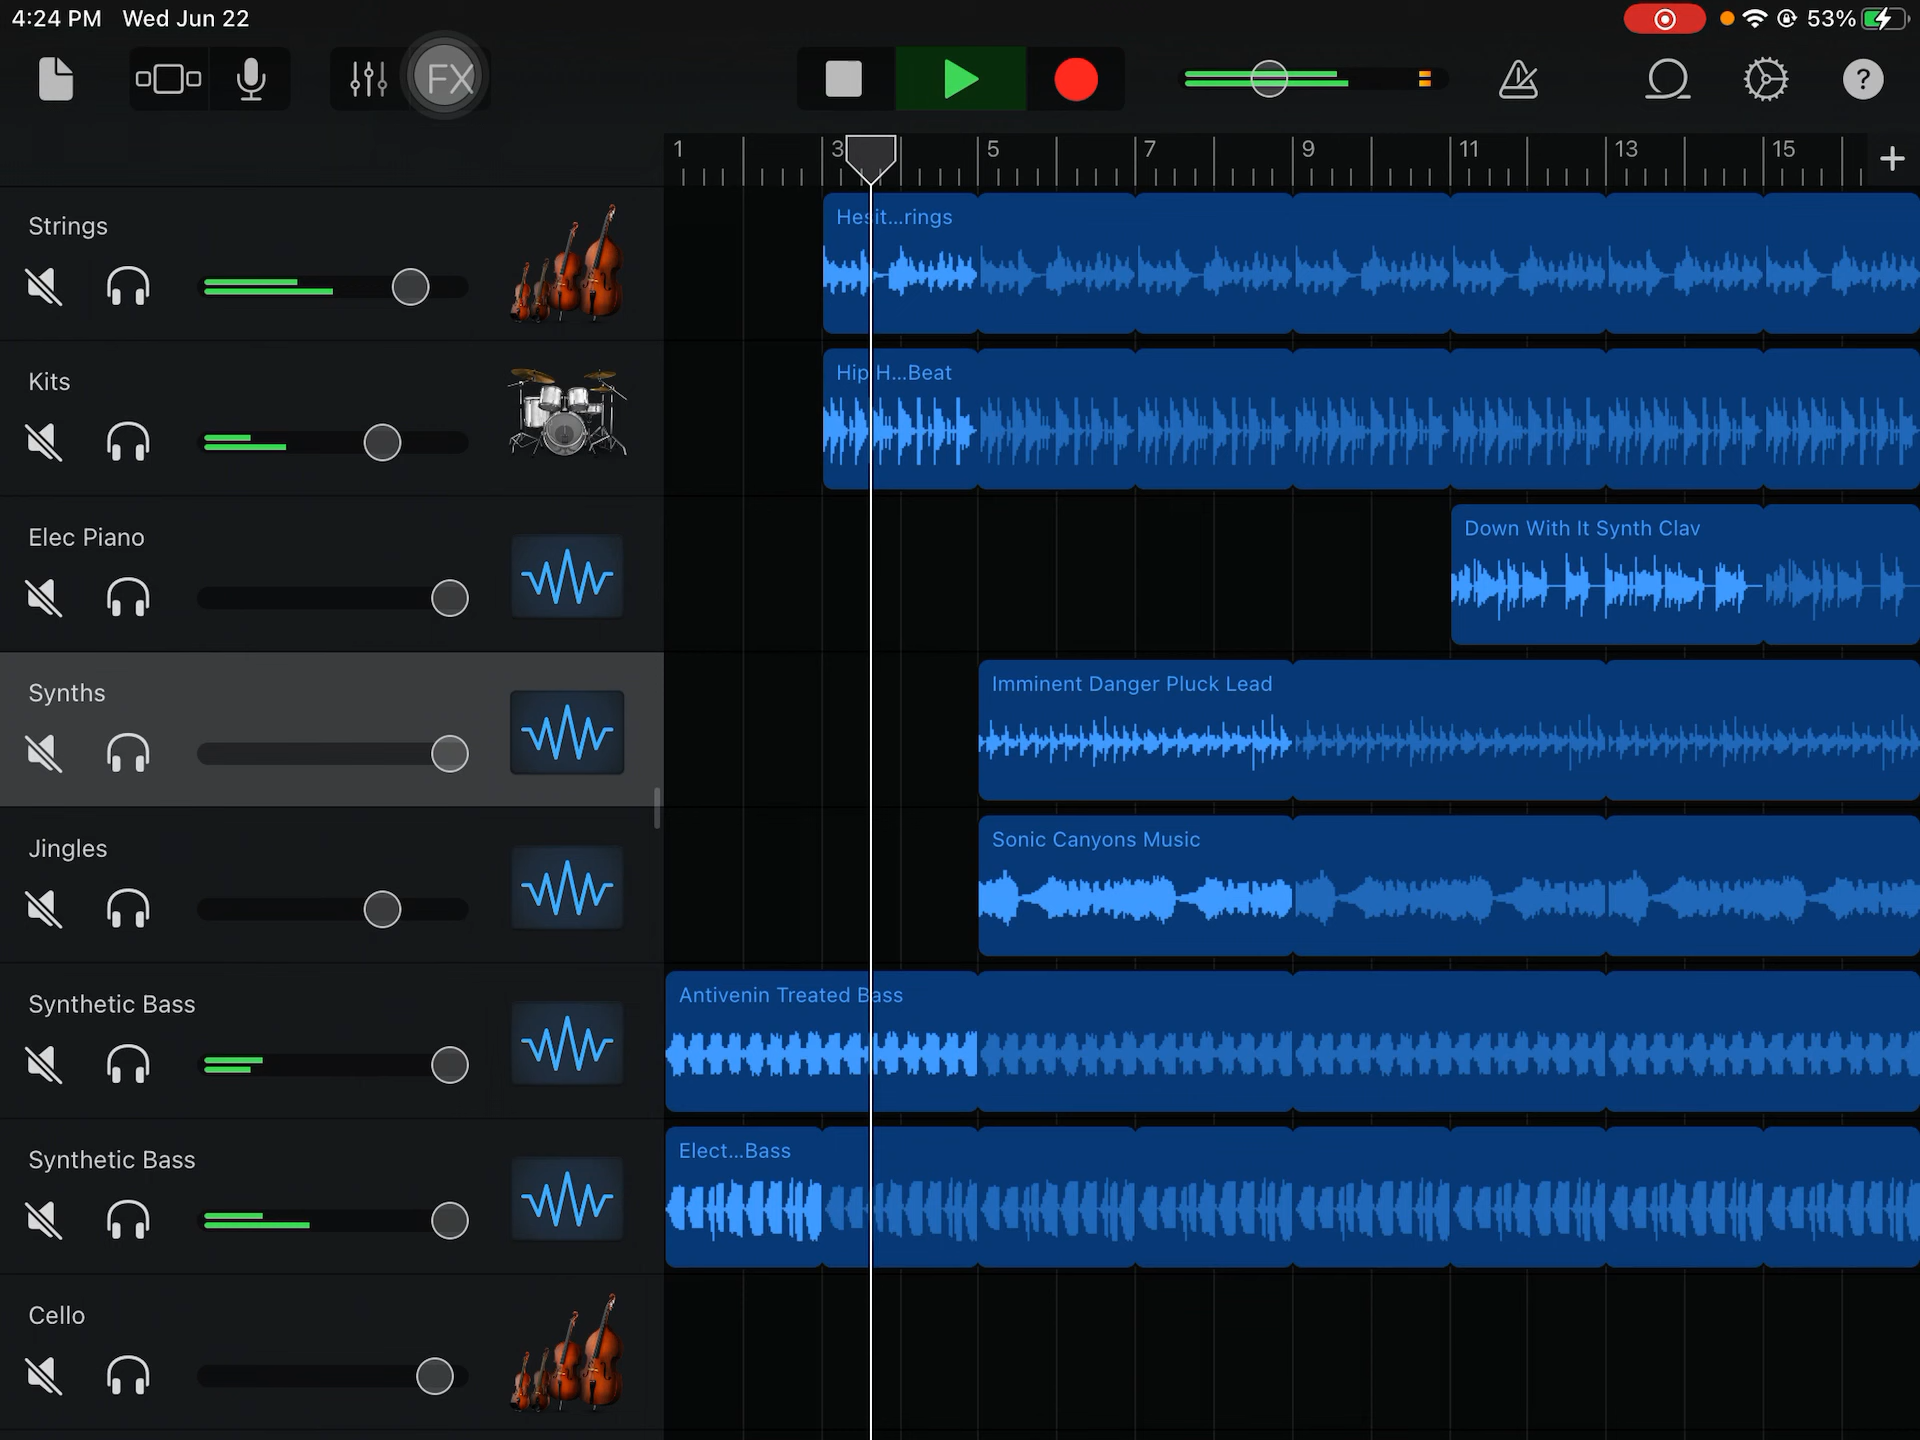 4:24 PM Wed Jun 22
53%
FX
?
1 3 5 7 9 11 13 15 +
Strings
Hesit...rings
Kits
Hip H...Beat
Elec Piano
Down With It Synth Clav
Synths
Imminent Danger Pluck Lead
Jingles
Sonic Canyons Music
Synthetic Bass
Antivenin Treated Bass
Synthetic Bass
Elect...Bass
Cello